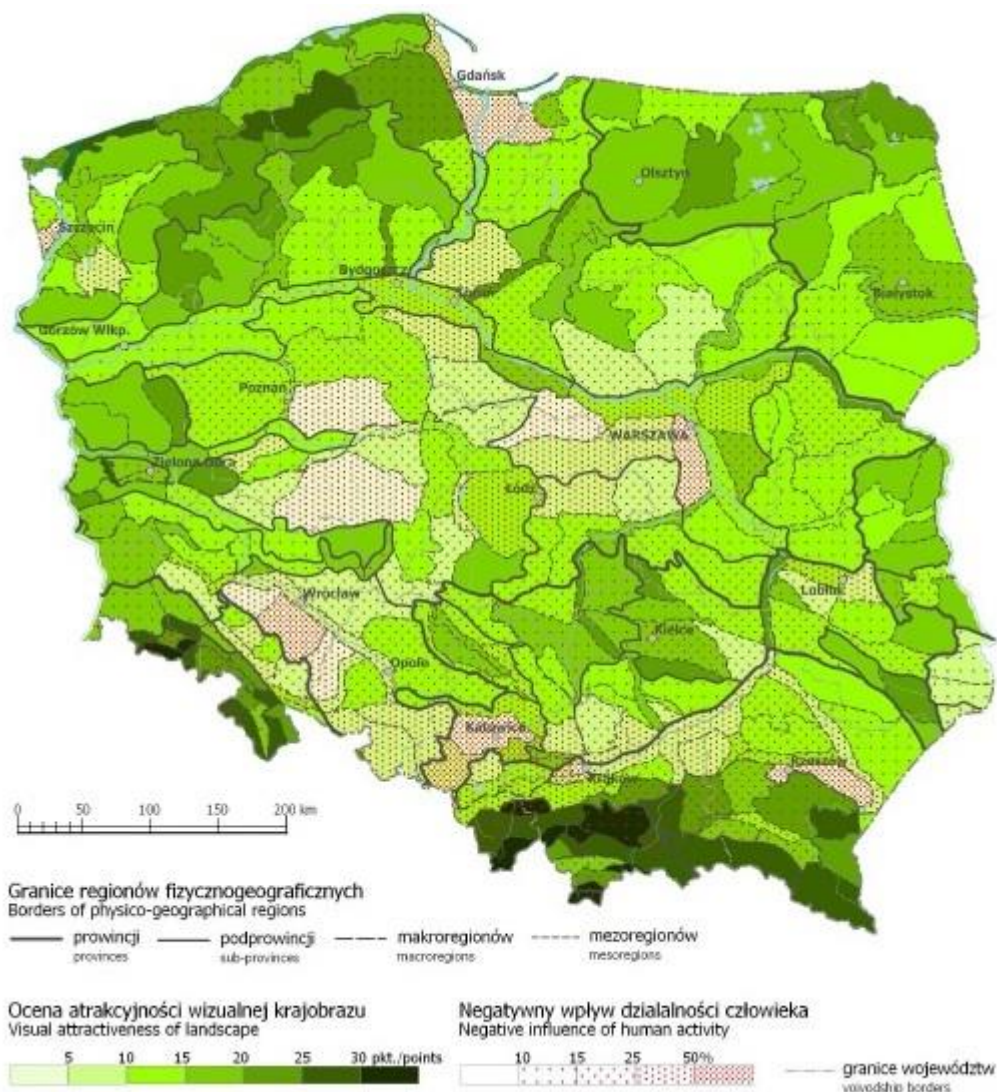 Gdańsk
Olsztyn
Szczecin
Bydgoszcz
Białystok
Gorzów Wlkp.
Poznań
WARSZAWA
Zielona Góra
Łódź
Wrocław
Lublin
Kielce
Opole
Katowice
Rzeszów
Kraków
0 50 100 150 200 km
Granice regionów fizycznogeograficznych
Borders of physico-geographical regions
prowincji podprowincji makroregionów mezoregionów
provinces sub-provinces macroregions mesoregions
Ocena atrakcyjności wizualnej krajobrazu
Visual attractiveness of landscape
5 10 15 20 25 30 pkt./points
Negatywny wpływ działalności człowieka
Negative influence of human activity
10 15 25 50%
granice województw
voivodship borders